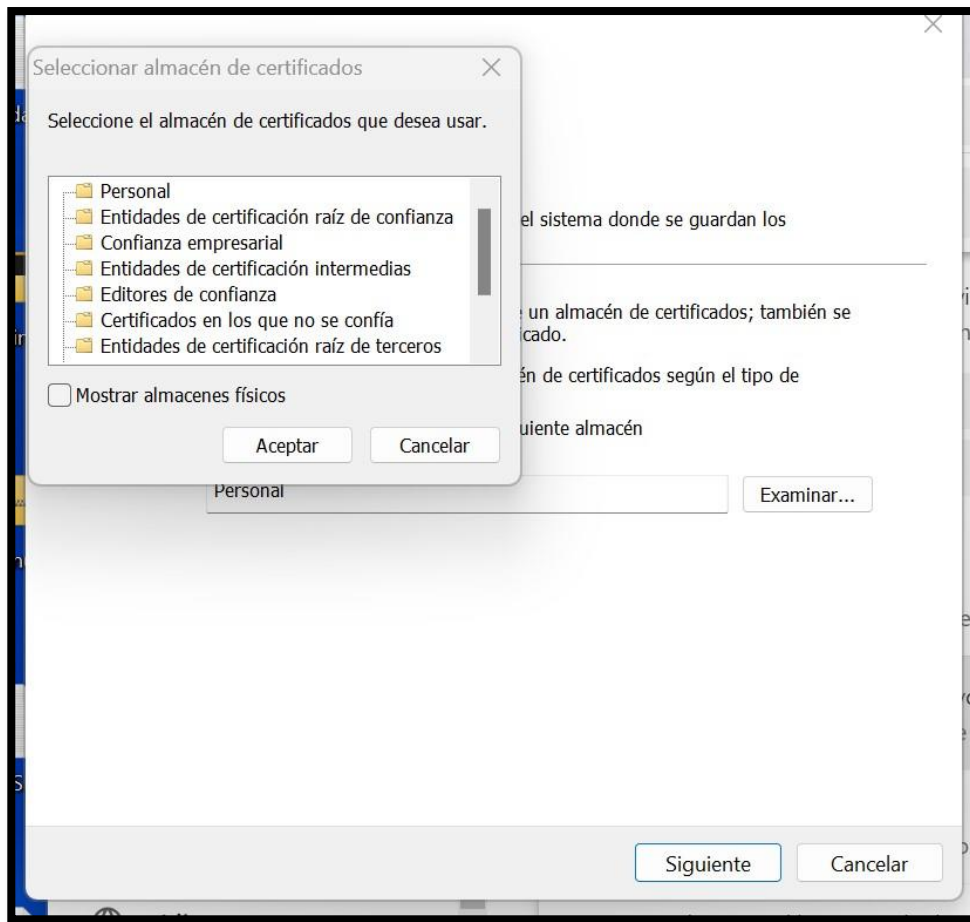 Seleccionar almacén de certificados
Seleccione el almacén de certificados que desea usar.
Personal
Entidades de certificación raíz de confianza
Confianza empresarial
Entidades de certificación intermedias
Editores de confianza
Certificados en los que no se confía
Entidades de certificación raíz de terceros
Mostrar almacenes físicos
Aceptar
Cancelar
el sistema donde se guardan los
un almacén de certificados; también se
de certificados según el tipo de
almacén
Personal
Examinar...
Siguiente
Cancelar